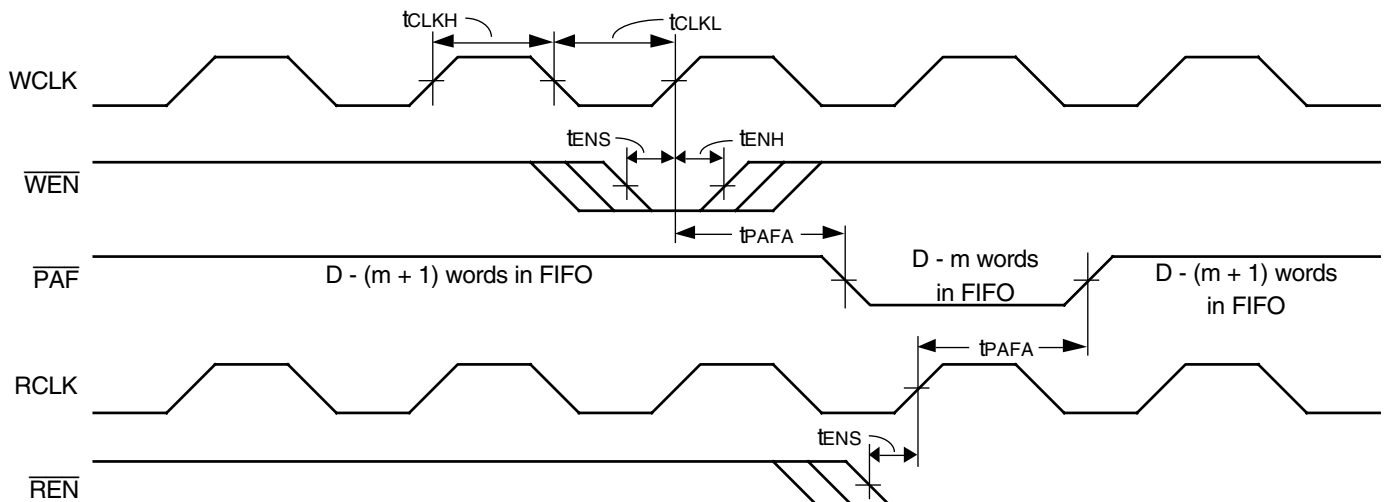 tCLKH
tCLKL
WCLK
tENS
tENH
WEN
tPAFA
PAF
D - (m + 1) words in FIFO
D - m words
in FIFO
D - (m + 1) words
in FIFO
tPAFA
RCLK
tENS
REN